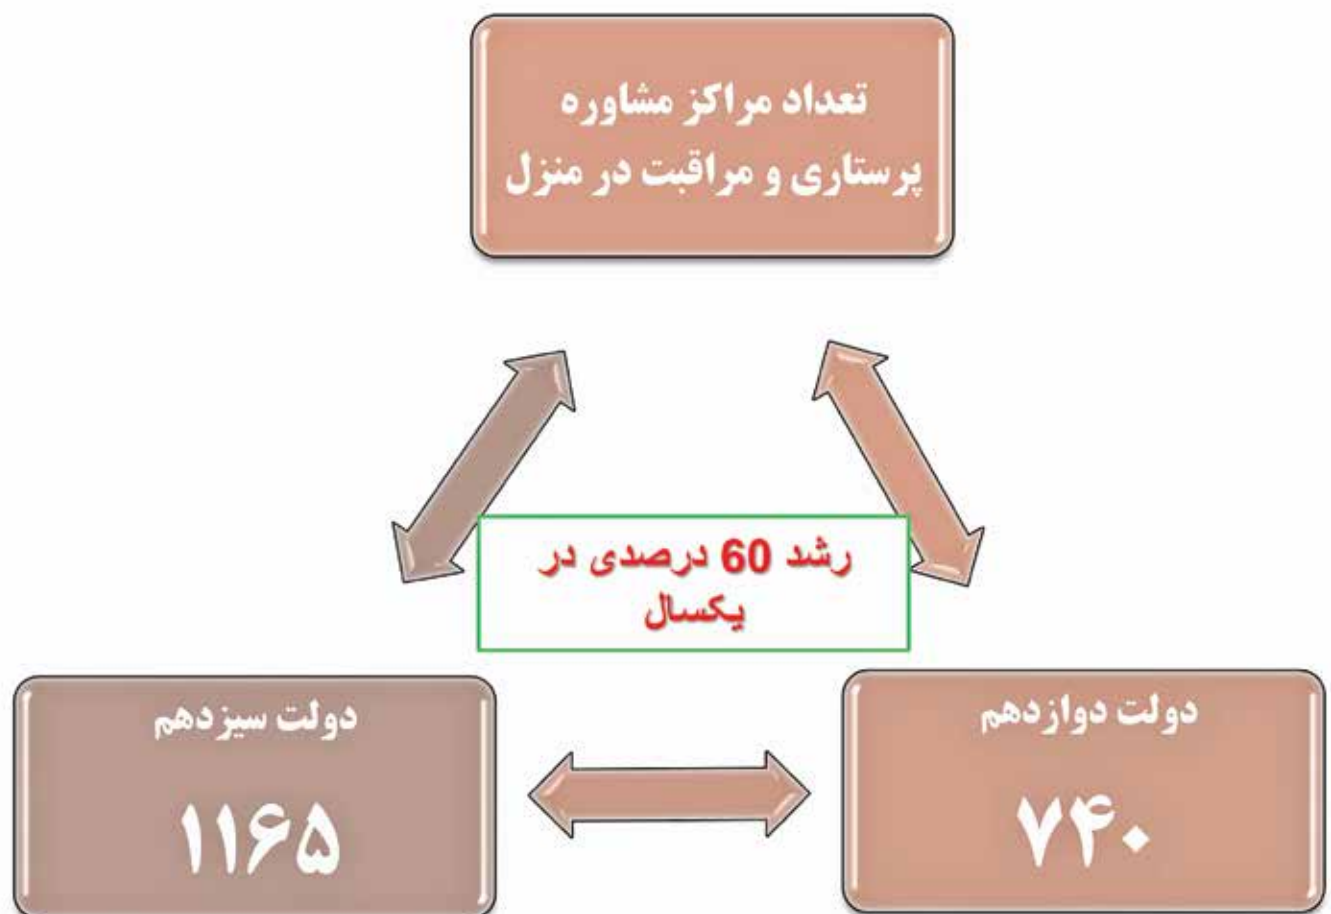 تعداد مراکز مشاوره
پرستاری و مراقبت در منزل
رشد 60 درصدی در
یکسال
دولت دوازدهم
۷۴۰
دولت سیزدهم
۱۱۶۵